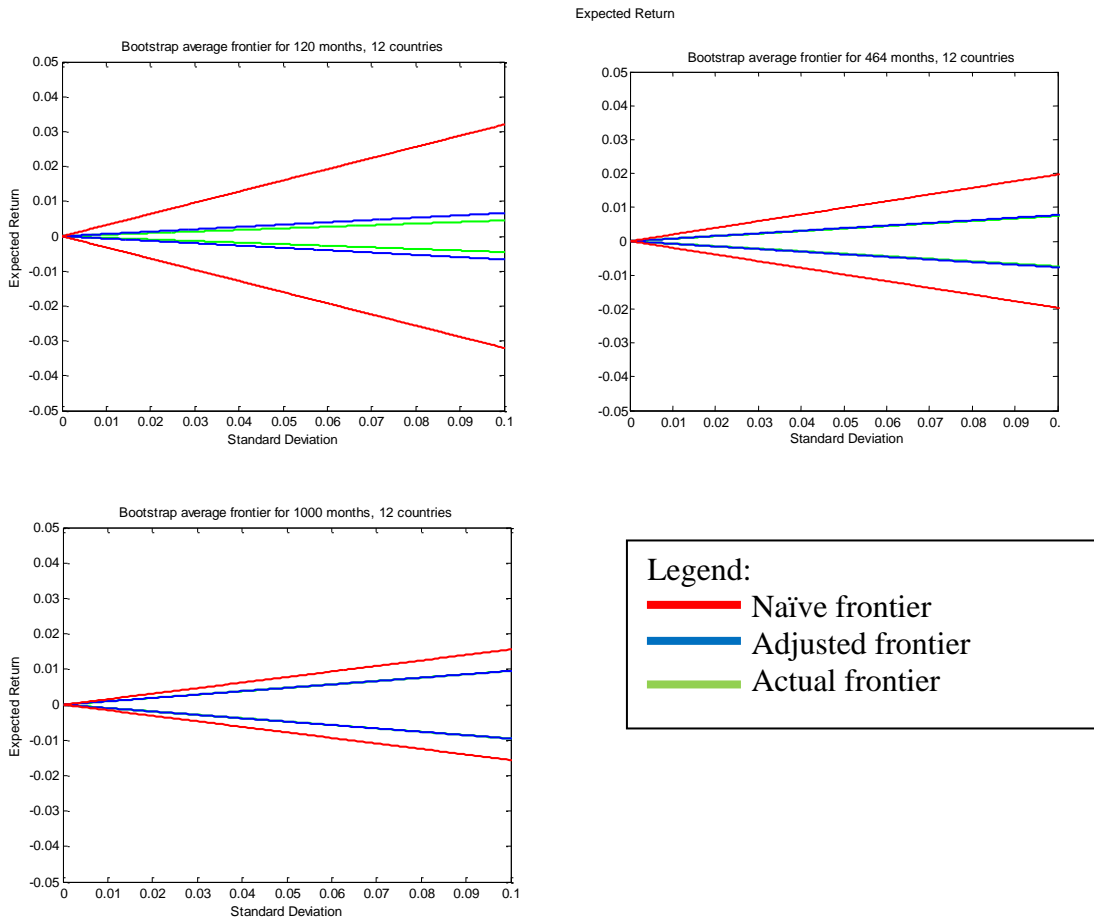 Expected Return
Bootstrap average frontier for 120 months, 12 countries
0.05
0.04
0.03
0.02
0.01
0
-0.01
-0.02
-0.03
-0.04
-0.05
Expected Return
0 0.01 0.02 0.03 0.04 0.05 0.06 0.07 0.08 0.09 0.1
Standard Deviation
Bootstrap average frontier for 464 months, 12 countries
0.05
0.04
0.03
0.02
0.01
0
-0.01
-0.02
-0.03
-0.04
-0.05
0 0.01 0.02 0.03 0.04 0.05 0.06 0.07 0.08 0.09 0.
Standard Deviation
Bootstrap average frontier for 1000 months, 12 countries
0.05
0.04
0.03
0.02
0.01
0
-0.01
-0.02
-0.03
-0.04
-0.05
Expected Return
0 0.01 0.02 0.03 0.04 0.05 0.06 0.07 0.08 0.09 0.1
Standard Deviation
Legend:
Naïve frontier
Adjusted frontier
Actual frontier